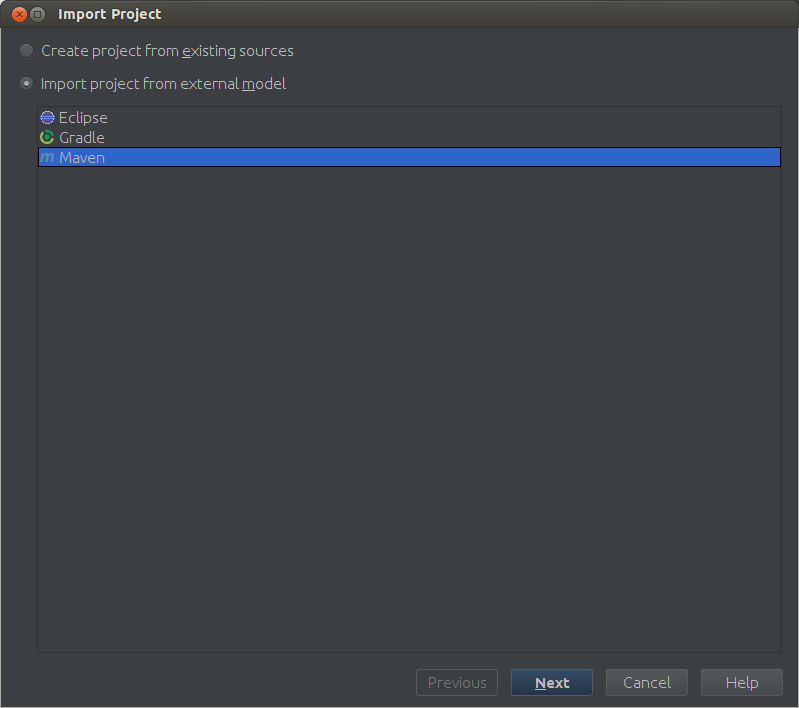 Import Project
Create project from existing sources
Import project from external model
Eclipse
Gradle
m Maven
Previous Next Cancel Help